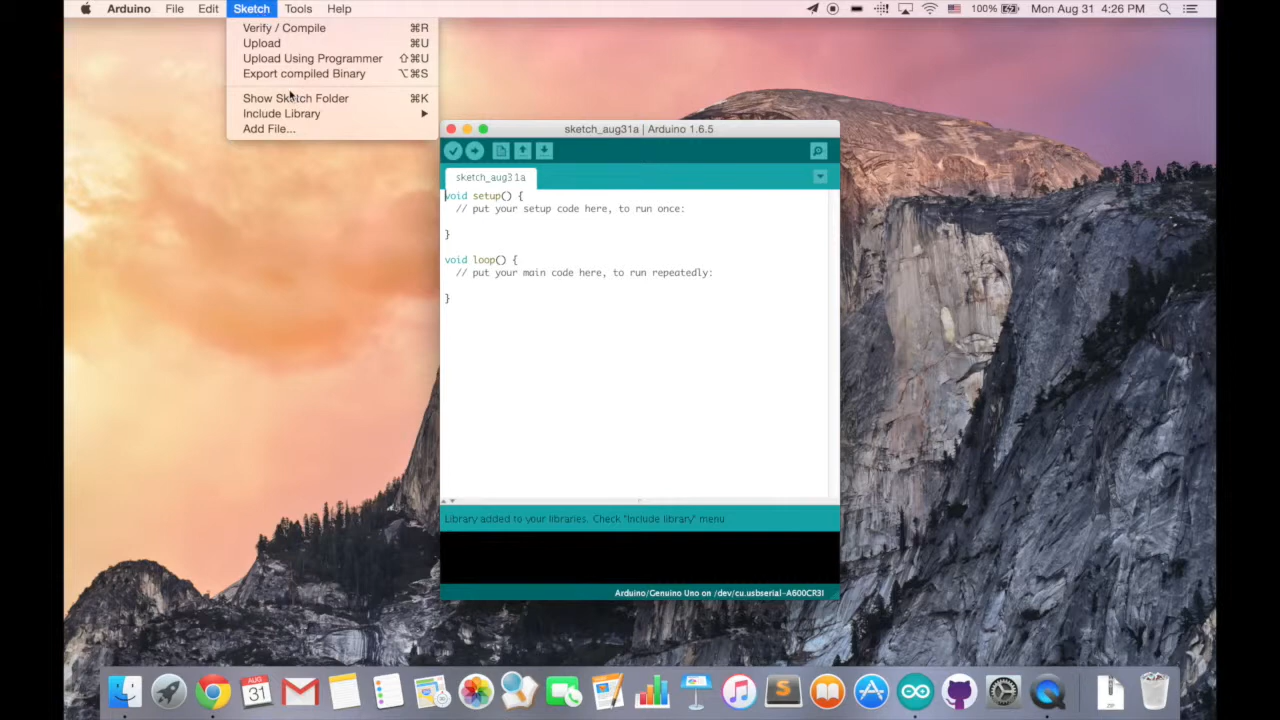 Arduino File Edit Sketch Tools Help 100% Mon Aug 31 4:26 PM
Verify / Compile ⌘R
Upload ⌘U
Upload Using Programmer ⇧⌘U
Export compiled Binary ⌥⌘S
Show Sketch Folder ⌘K
Include Library
Add File...
sketch_aug31a | Arduino 1.6.5
sketch_aug31a
void setup() {
// put your setup code here, to run once:
}
void loop() {
// put your main code here, to run repeatedly:
}
Library added to your libraries. Check "Include library" menu
Arduino/Genuino Uno on /dev/cu.usbserial-A600CR3I
AUG
31
ZIP